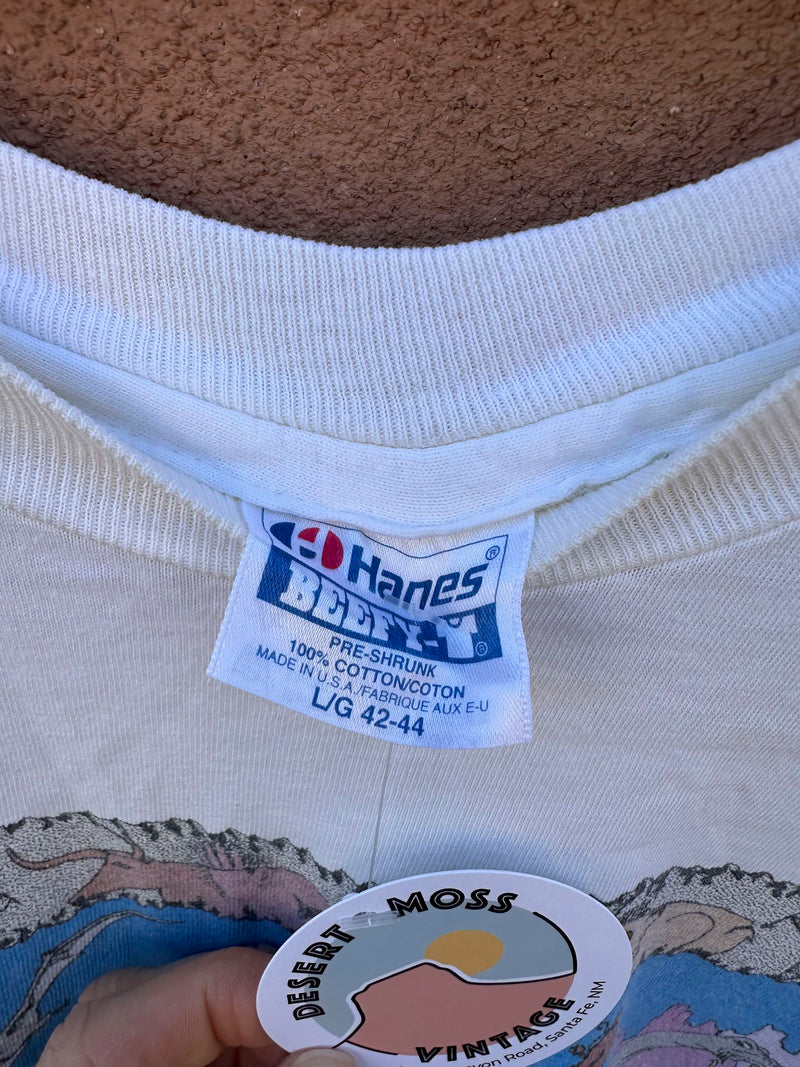 Hanes®
BEEFY-T®
PRE-SHRUNK
100% COTTON/COTON
MADE IN U.S.A./FABRIQUE AUX E-U
L/G 42-44
DESERT MOSS
VINTAGE
Road, Santa Fe, NM